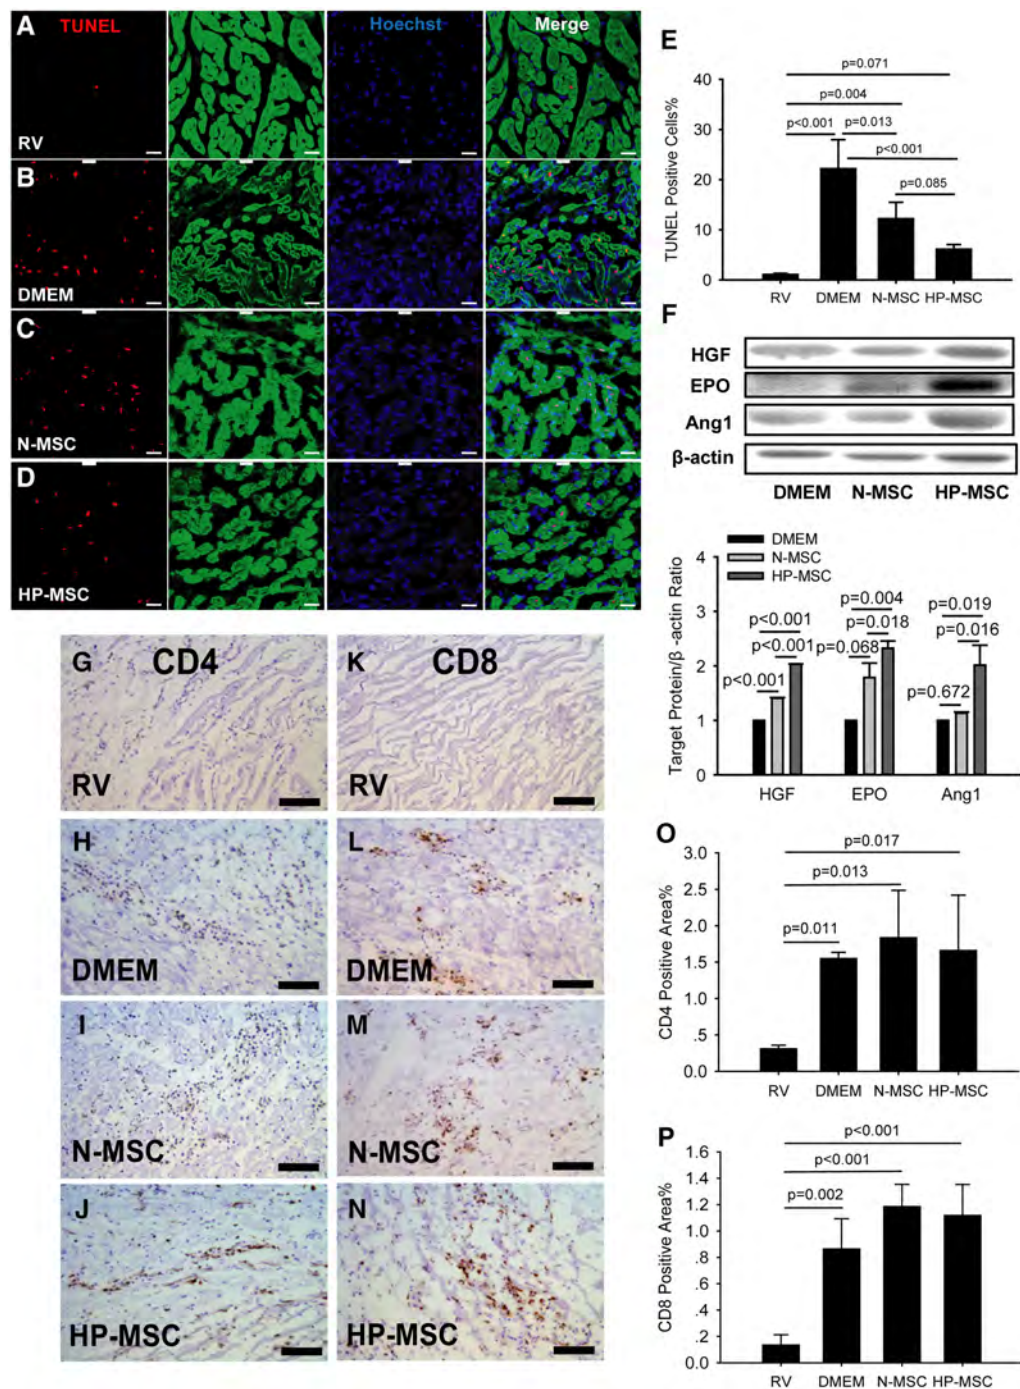 A TUNEL Hoechst Merge
RV
B
DMEM
C
N-MSC
D
HP-MSC
E
p=0.071
p=0.004
p<0.001 p=0.013
p<0.001
p=0.085
TUNEL Positive Cells%
40
30
20
10
0
RV DMEM N-MSC HP-MSC
F
HGF
EPO
Ang1
β-actin
DMEM N-MSC HP-MSC
DMEM
N-MSC
HP-MSC
p=0.004
p=0.019
p<0.001
p=0.018
p=0.016
p<0.001
p=0.068
p<0.001
p=0.672
Target Protein/β -actin Ratio
4
3
2
1
0
HGF EPO Ang1
G CD4
RV
H
DMEM
I
N-MSC
J
HP-MSC
K CD8
RV
L
DMEM
M
N-MSC
N
HP-MSC
O
p=0.017
p=0.013
p=0.011
CD4 Positive Area%
3.0
2.5
2.0
1.5
1.0
.5
0.0
RV DMEM N-MSC HP-MSC
P
p<0.001
p<0.001
p=0.002
CD8 Positive Area%
1.6
1.4
1.2
1.0
.8
.6
.4
.2
0.0
RV DMEM N-MSC HP-MSC